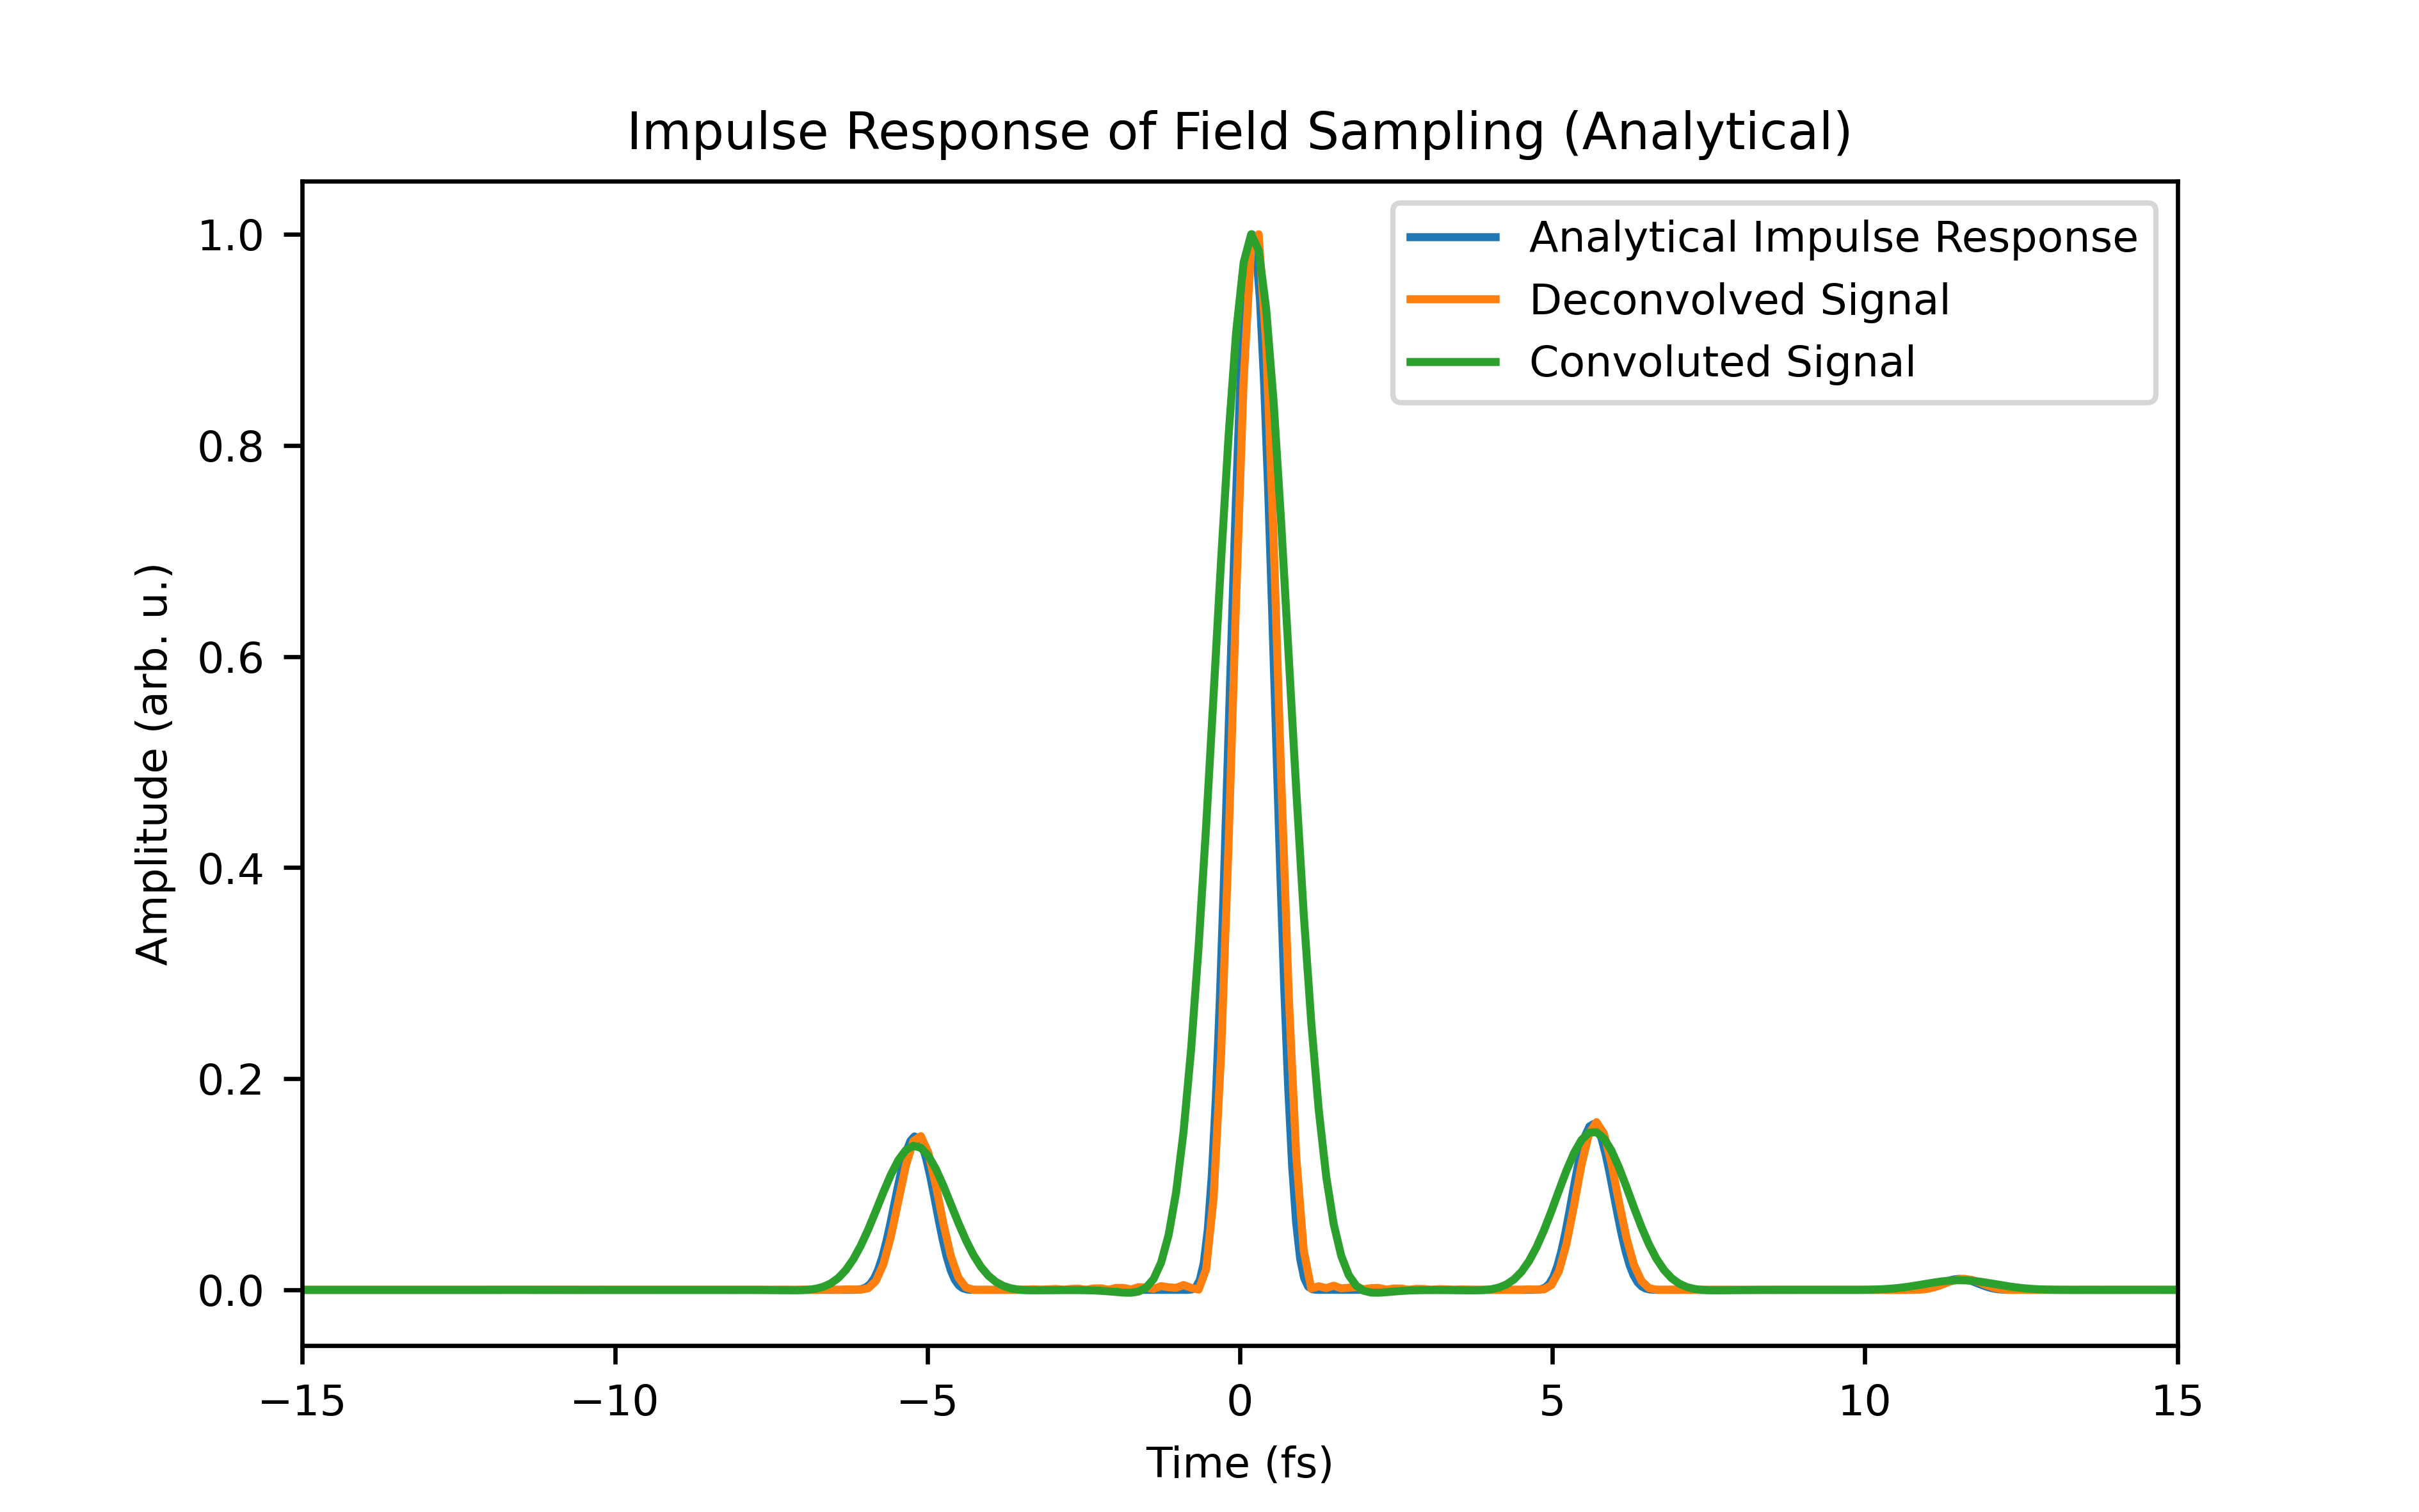 Impulse Response of Field Sampling (Analytical)
Analytical Impulse Response
Deconvolved Signal
Convoluted Signal
Amplitude (arb. u.)
1.0
0.8
0.6
0.4
0.2
0.0
−15 −10 −5 0 5 10 15
Time (fs)